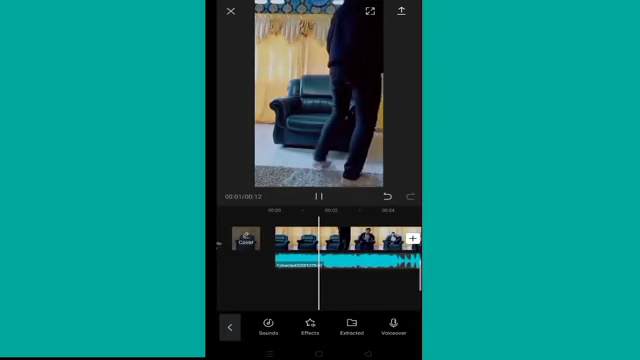 00:01/00:12
00:00
00:02
00:04
Cover
Sounds
Effects
Extracted
Voiceover